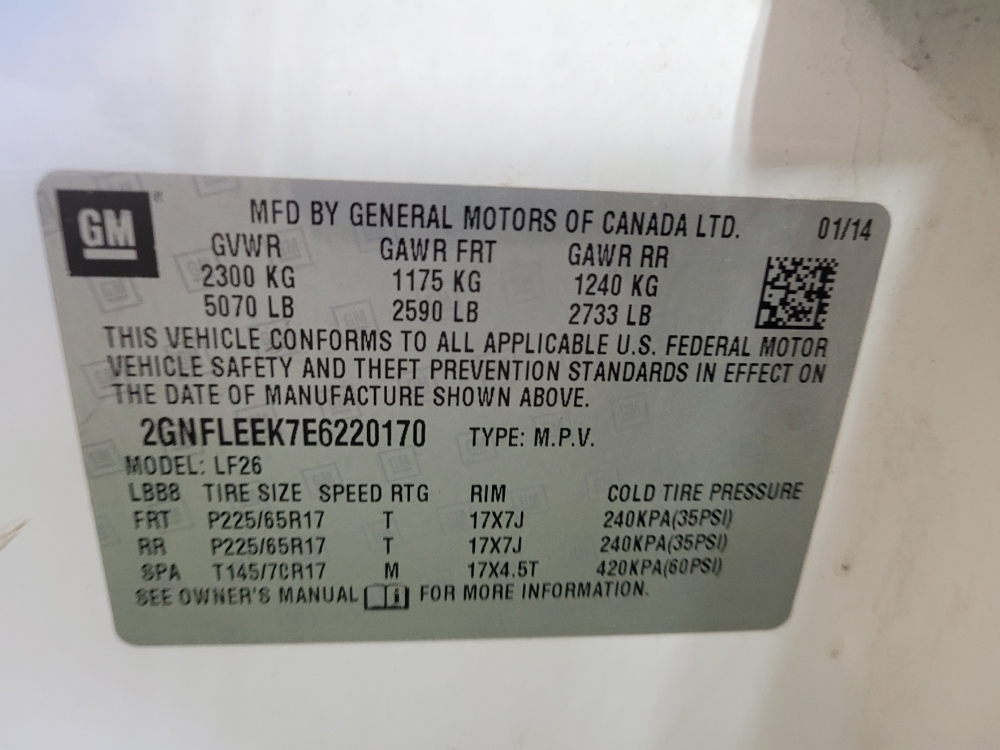 GM
MFD BY GENERAL MOTORS OF CANADA LTD. 01/14
GVWR GAWR FRT GAWR RR
2300 KG 1175 KG 1240 KG
5070 LB 2590 LB 2733 LB
THIS VEHICLE CONFORMS TO ALL APPLICABLE U.S. FEDERAL MOTOR
VEHICLE SAFETY AND THEFT PREVENTION STANDARDS IN EFFECT ON
THE DATE OF MANUFACTURE SHOWN ABOVE.
2GNFLEEK7E6220170 TYPE: M.P.V.
MODEL: LF26
LBB8 TIRE SIZE SPEED RTG RIM COLD TIRE PRESSURE
FRT P225/65R17 T 17X7J 240KPA(35PSI)
RR P225/65R17 T 17X7J 240KPA(35PSI)
SPA T145/70R17 M 17X4.5T 420KPA(60PSI)
SEE OWNER'S MANUAL i FOR MORE INFORMATION.